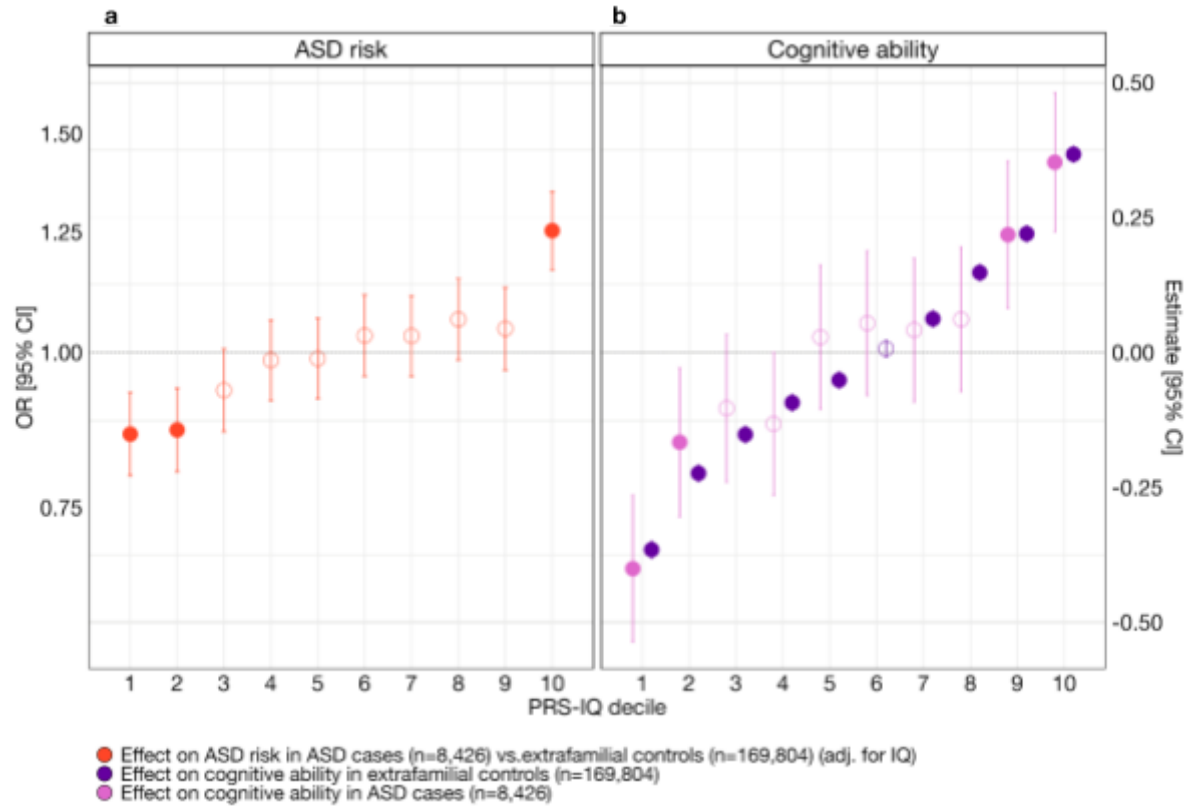 a
b
ASD risk
Cognitive ability
OR [95% CI]
1.50
1.25
1.00
0.75
0.50
0.25
0.00
-0.25
-0.50
Estimate [95% CI]
1 2 3 4 5 6 7 8 9 10
1 2 3 4 5 6 7 8 9 10
PRS-IQ decile
Effect on ASD risk in ASD cases (n=8,426) vs.extrafamilial controls (n=169,804) (adj. for IQ)
Effect on cognitive ability in extrafamilial controls (n=169,804)
Effect on cognitive ability in ASD cases (n=8,426)